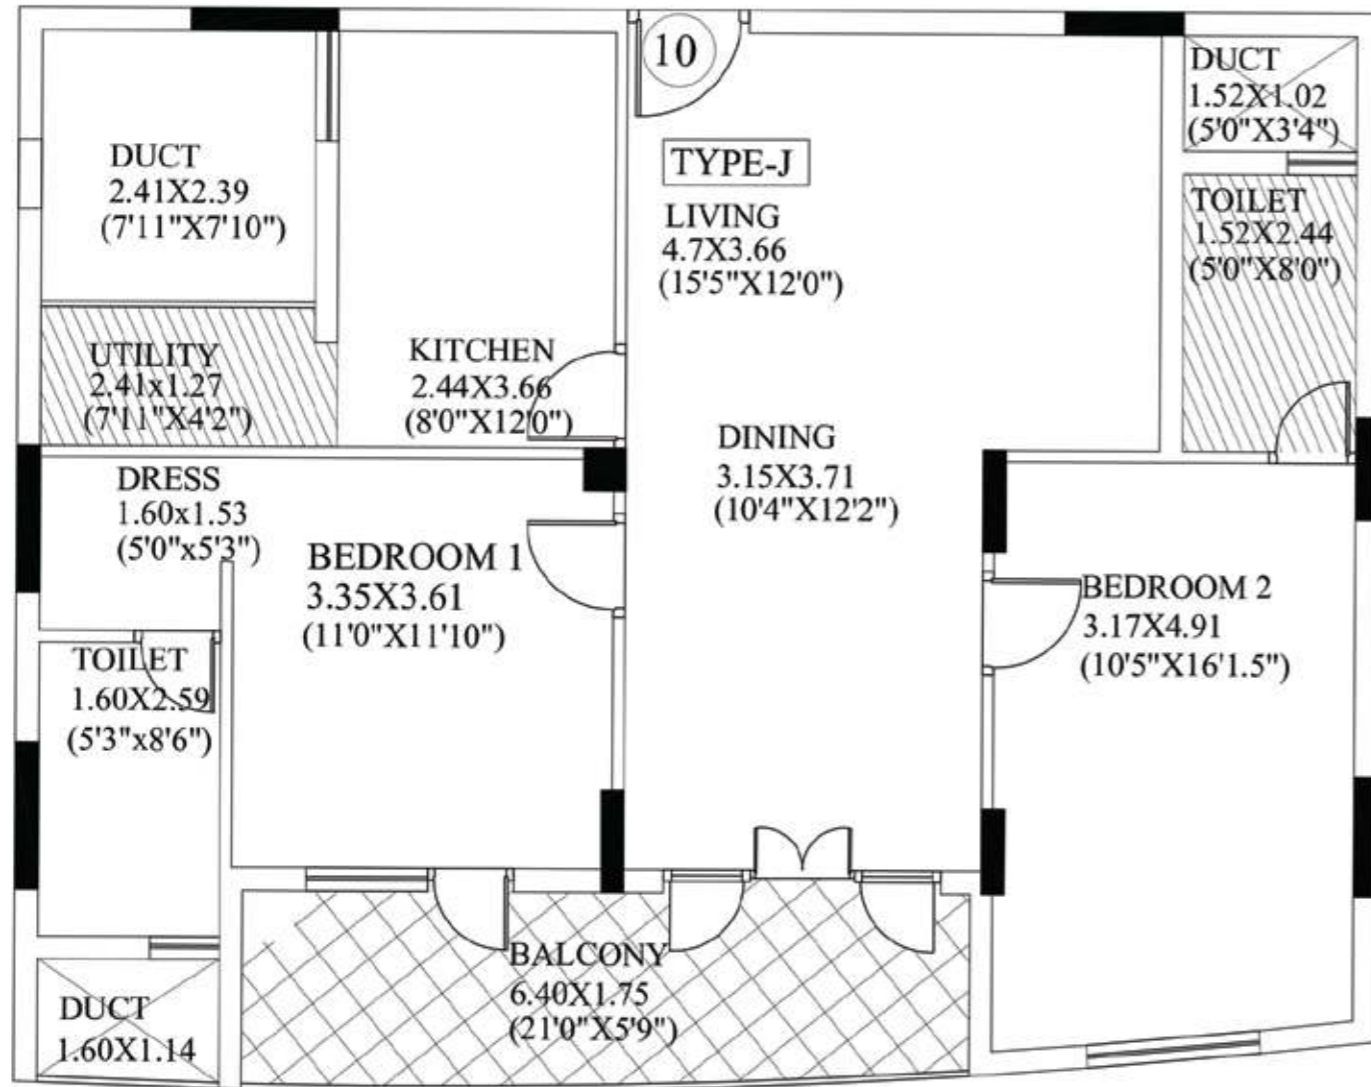 10
DUCT
1.52X1.02
(5'0"X3'4")
DUCT
2.41X2.39
(7'11"X7'10")
TYPE-J
LIVING
4.7X3.66
(15'5"X12'0")
TOILET
1.52X2.44
(5'0"X8'0")
UTILITY
2.41x1.27
(7'11"X4'2")
KITCHEN
2.44X3.66
(8'0"X12'0)
DINING
3.15X3.71
(10'4"X12'2")
DRESS
1.60x1.53
(5'0"x5'3")
BEDROOM 1
3.35X3.61
(11'0"X11'10")
BEDROOM 2
3.17X4.91
(10'5"X16'1.5")
TOILET
1.60X2.59
(5'3"x8'6")
BALCONY
6.40X1.75
(21'0"X5'9")
DUCT
1.60X1.14